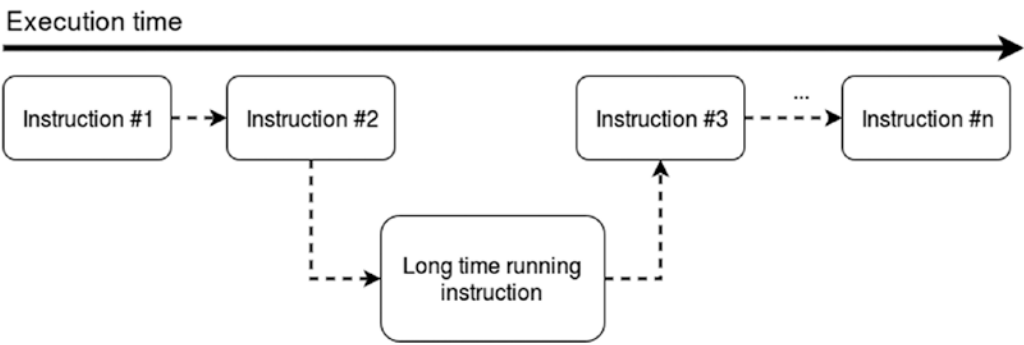 Execution time
Instruction #1
Instruction #2
Instruction #3
...
Instruction #n
Long time running
instruction